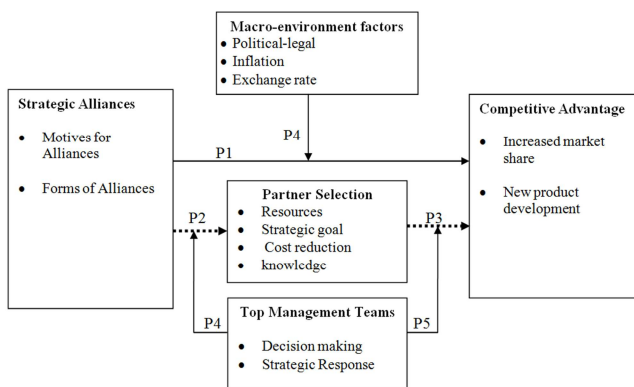 Macro-environment factors
● Political-legal
● Inflation
● Exchange rate
Strategic Alliances
● Motives for
Alliances
● Forms of Alliances
P4
P1
Competitive Advantage
● Increased market
share
● New product
development
P2
Partner Selection
● Resources
● Strategic goal
● Cost reduction
● knowledge
P3
P4
Top Management Teams
● Decision making
● Strategic Response
P5